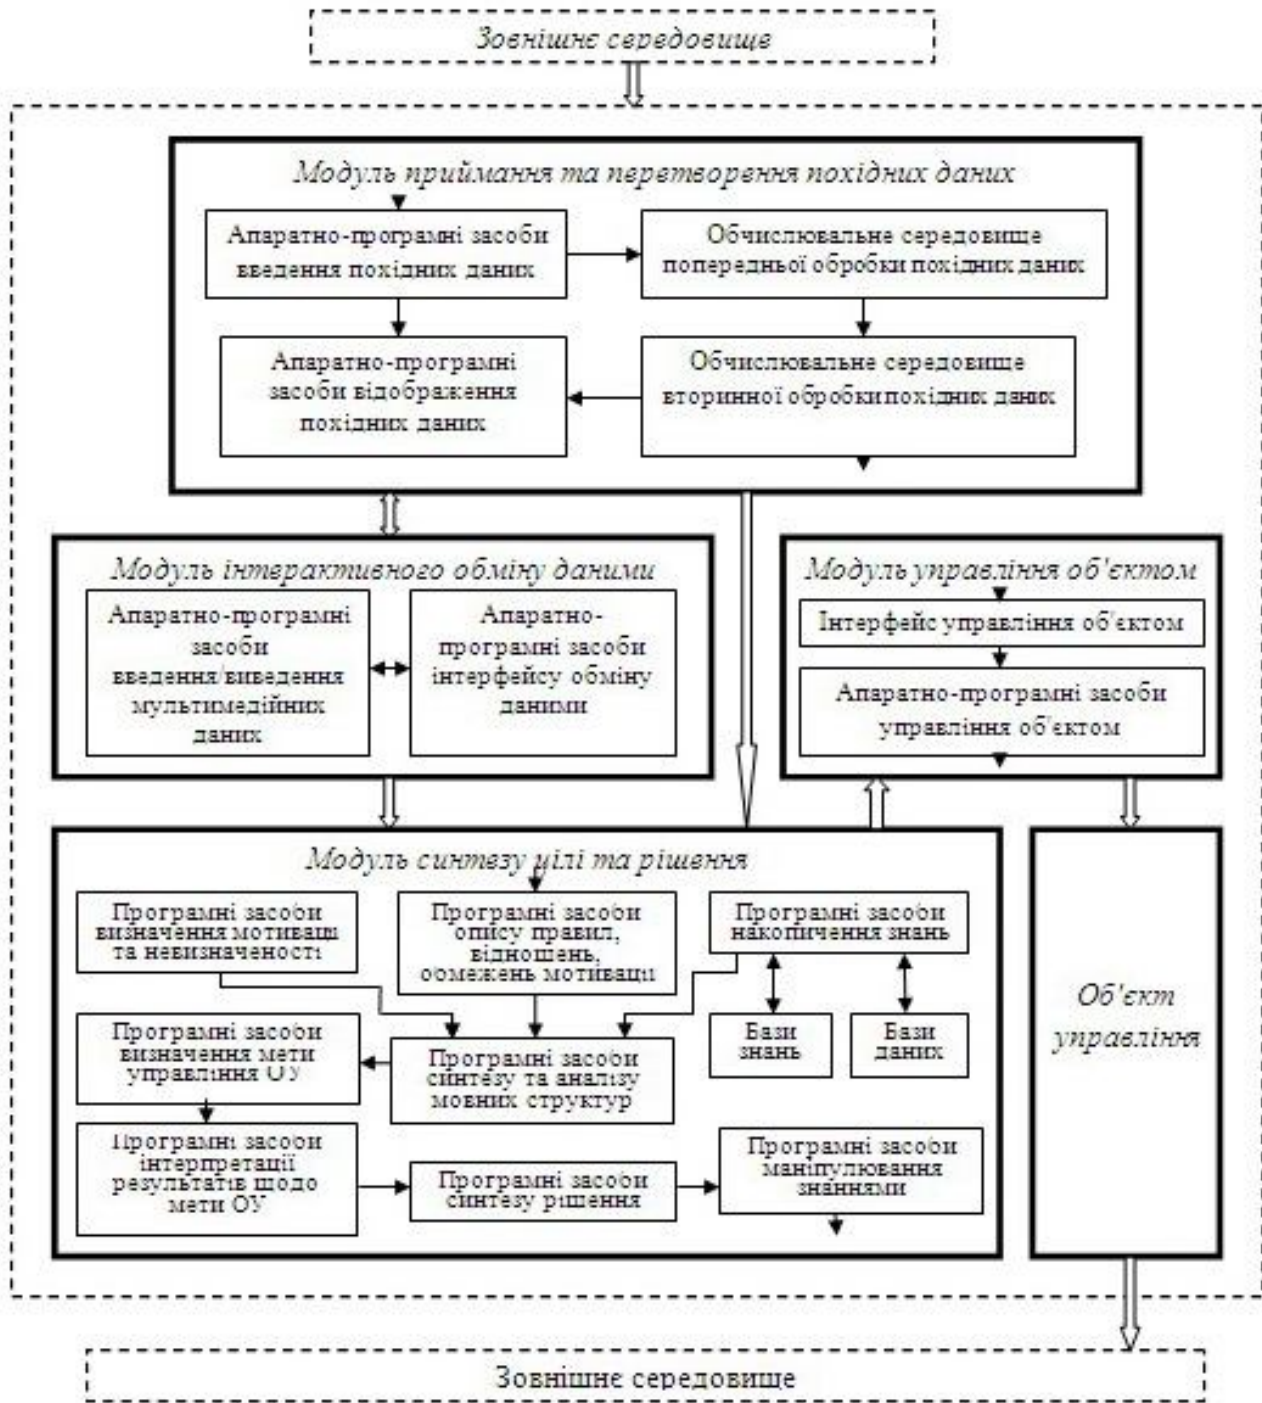 Зовнішнє середовище
Модуль приймання та перетворення похідних даних
Апаратно-програмні засоби
введення похідних даних
Обчислювальне середовище
попередньої обробки похідних даних
Апаратно-програмні
засоби відображення
похідних даних
Обчислювальне середовище
вторинної обробки похідних даних
Модуль інтерактивного обміну даними
Апаратно-програмні
засоби
введення/виведення
мультимедійних
даних
Апаратно-
програмні засоби
інтерфейсу обміну
даними
Модуль управління об'єктом
Інтерфейс управління об'єктом
Апаратно-програмні засоби
управління об'єктом
Модуль синтезу цілі та рішення
Програмні засоби
визначення мотивації
та невизначеності
Програмні засоби
опису правил,
відношень,
обмежень мотивації
Програмні засоби
накопичення знань
Бази
знань
Бази
даних
Програмні засоби
визначення мети
управління ОУ
Програмні засоби
синтезу та аналізу
мовних структур
Програмні засоби
інтерпретації
результатів щодо
мети ОУ
Програмні засоби
синтезу рішення
Програмні засоби
маніпулювання
знаннями
Об'єкт
управління
Зовнішнє середовище